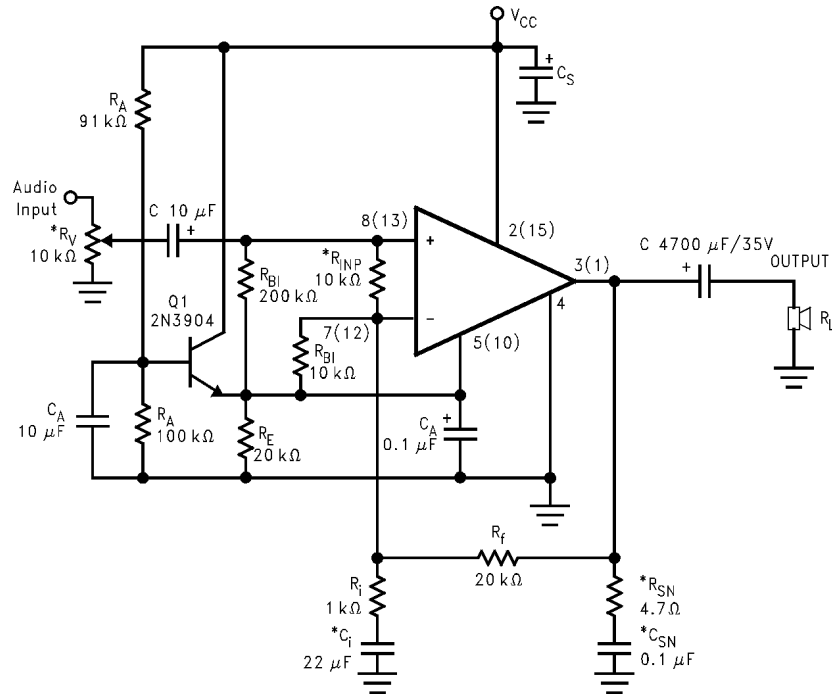 VCC
+
CS
RA
91 kΩ
Audio
Input
*RV
10 kΩ
C 10 μF
+
8(13)
+
2(15)
*RINP
10 kΩ
RBI
200 kΩ
C 4700 μF/35V
+
OUTPUT
3(1)
4
RL
Q1
2N3904
7(12)
−
5(10)
RBI
10 kΩ
CA
10 μF
RA
100 kΩ
RE
20 kΩ
CA
+
0.1 μF
Rf
20 kΩ
Ri
1 kΩ
*RSN
4.7Ω
*Ci
22 μF
*CSN
0.1 μF